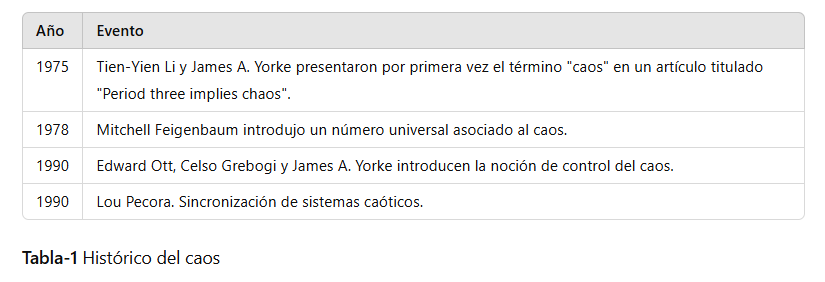 Año Evento
1975 Tien-Yien Li y James A. Yorke presentaron por primera vez el término "caos" en un artículo titulado
"Period three implies chaos".
1978 Mitchell Feigenbaum introdujo un número universal asociado al caos.
1990 Edward Ott, Celso Grebogi y James A. Yorke introducen la noción de control del caos.
1990 Lou Pecora. Sincronización de sistemas caóticos.
Tabla-1 Histórico del caos